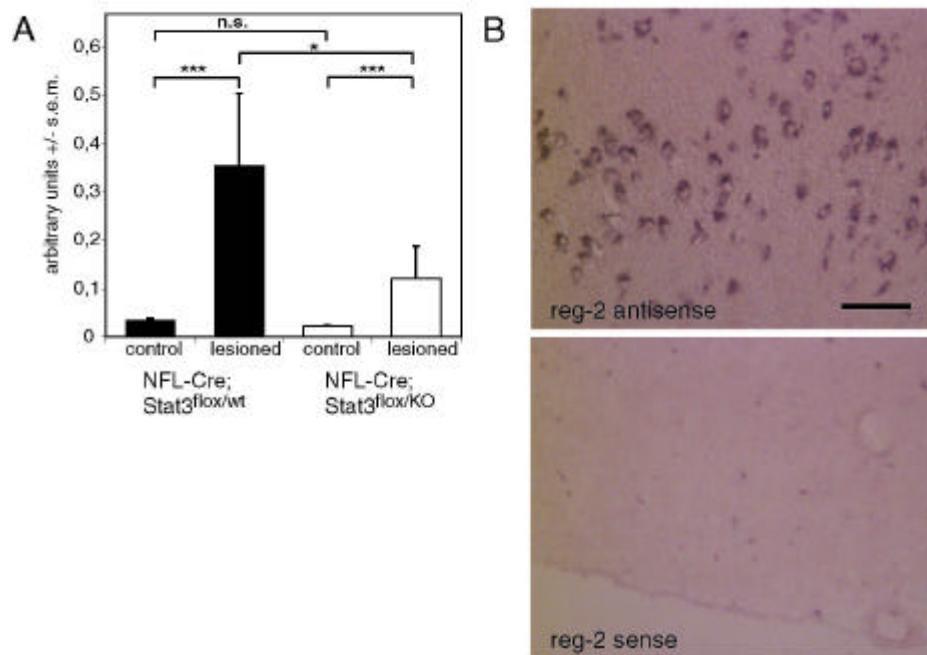 A
n.s.
*
***
***
arbitrary units +/- s.e.m.
0,6
0,5
0,4
0,3
0,2
0,1
0
control lesioned control lesioned
NFL-Cre; NFL-Cre;
Stat3flox/wt Stat3flox/KO
B
reg-2 antisense
reg-2 sense